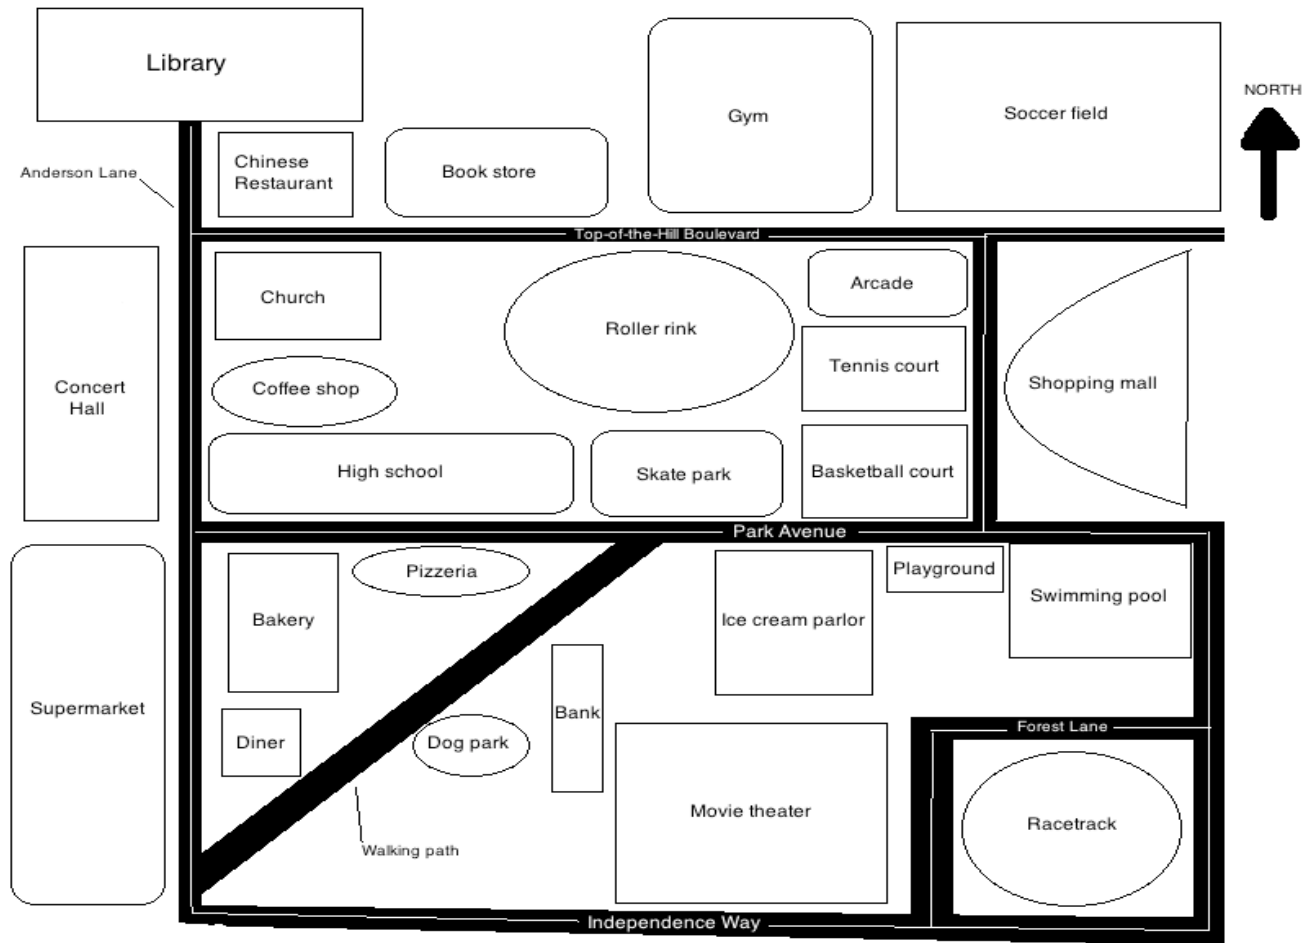 Library
Gym
Soccer field
NORTH
Anderson Lane
Chinese
Restaurant
Book store
Top-of-the-Hill Boulevard
Church
Roller rink
Arcade
Tennis court
Concert
Hall
Coffee shop
Shopping mall
High school
Skate park
Basketball court
Park Avenue
Pizzeria
Playground
Bakery
Ice cream parlor
Swimming pool
Supermarket
Diner
Dog park
Bank
Forest Lane
Movie theater
Racetrack
Walking path
Independence Way